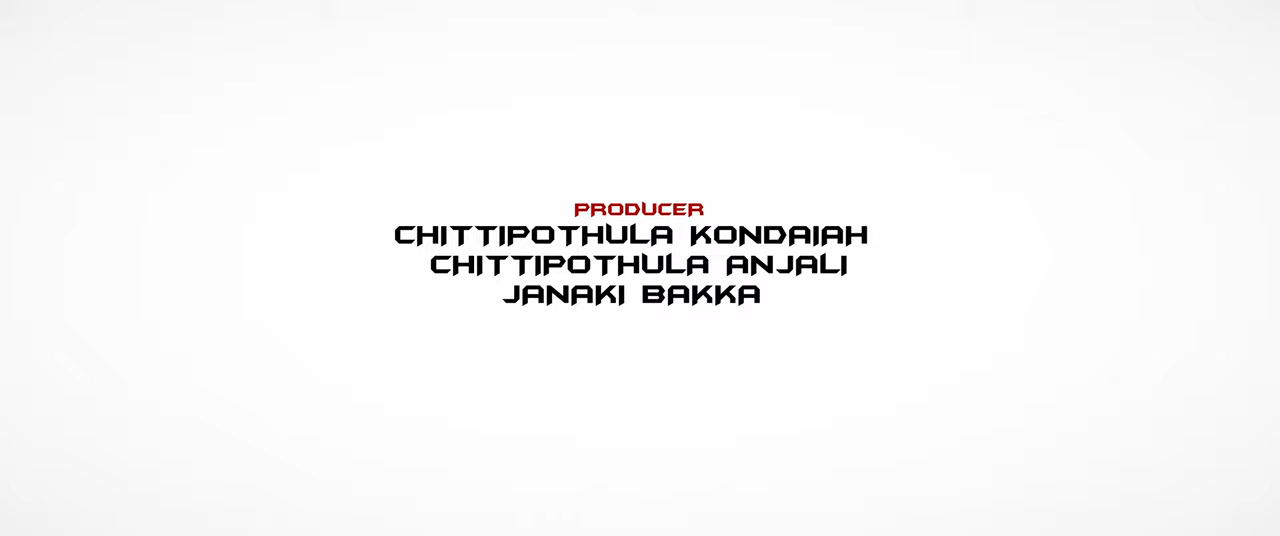 PRODUCER
CHITTIPOTHULA KONDAIAH
CHITTIPOTHULA ANJALI
JANAKI BAKKA